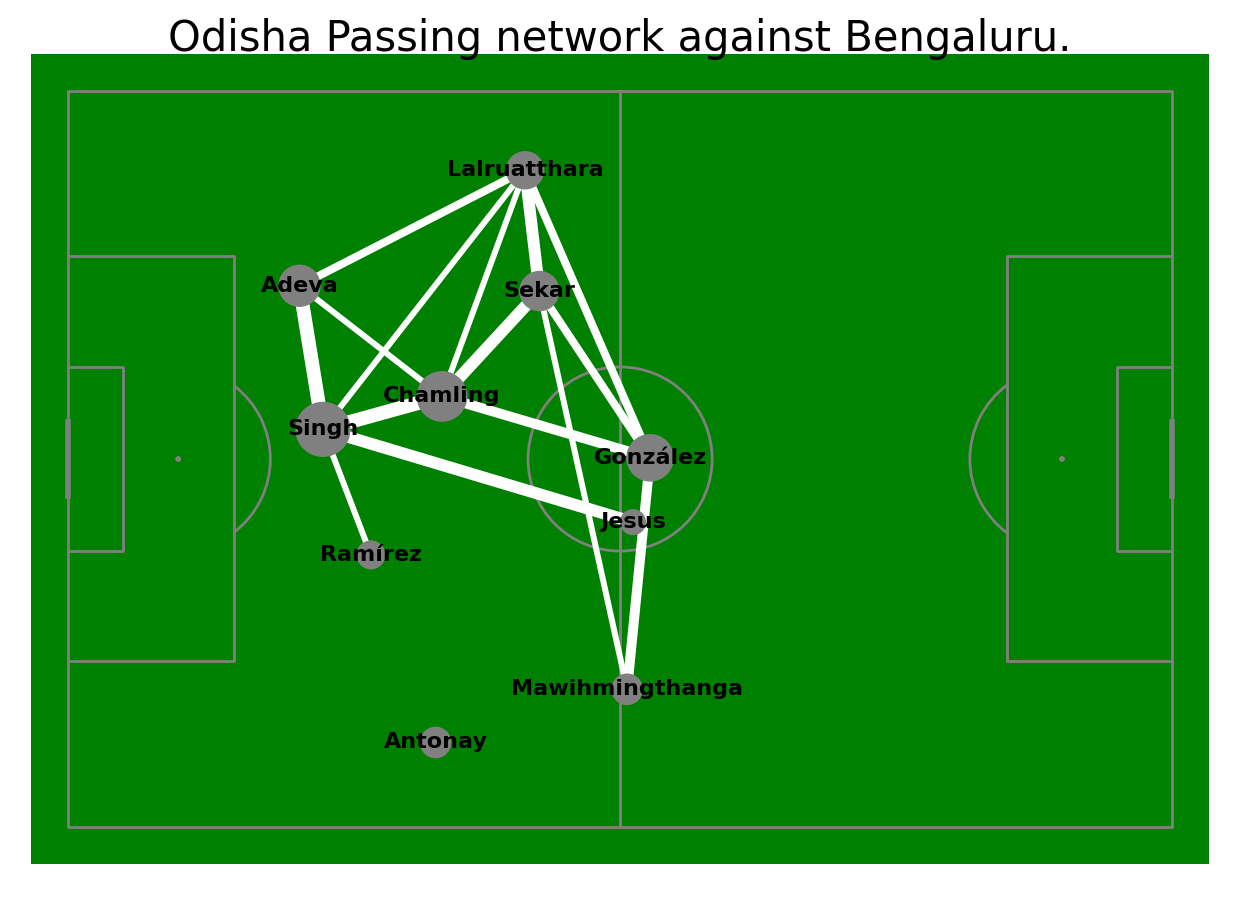 Odisha Passing network against Bengaluru.
Lalruatthara
Adeva
Sekar
Chamling
Singh
González
Jesus
Ramírez
Mawihmingthanga
Antonay